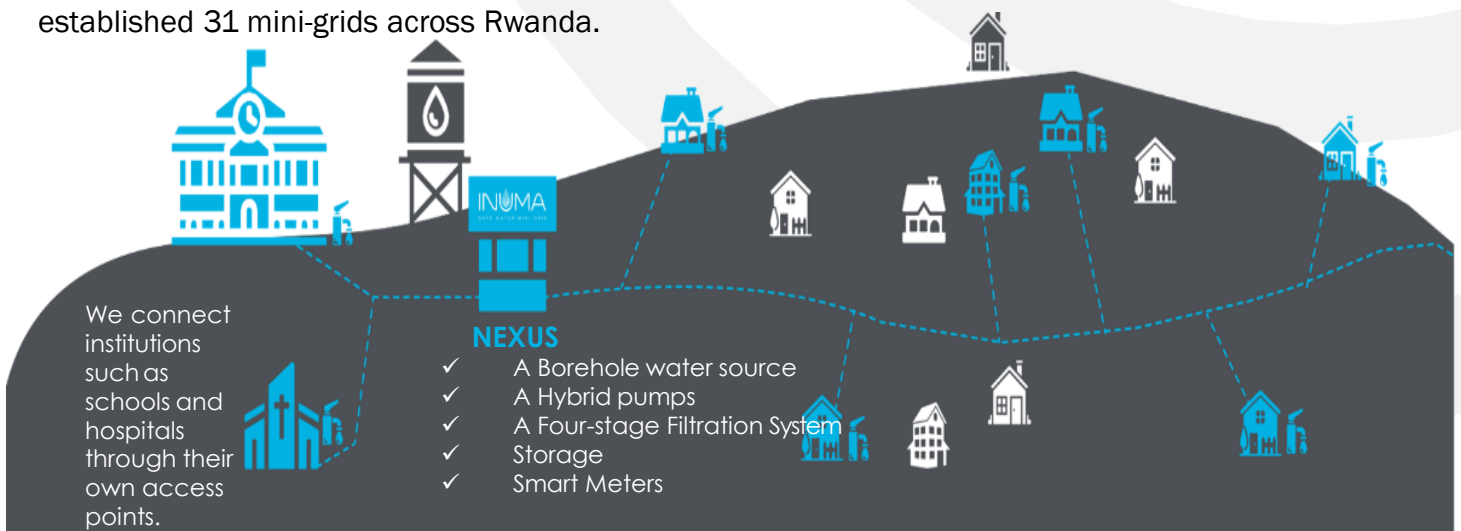 established 31 mini-grids across Rwanda.
INUMA
SAFE WATER MINI-GRID
NEXUS
✓ A Borehole water source
✓ A Hybrid pumps
✓ A Four-stage Filtration System
✓ Storage
✓ Smart Meters
We connect
institutions
such as
schools and
hospitals
through their
own access
points.